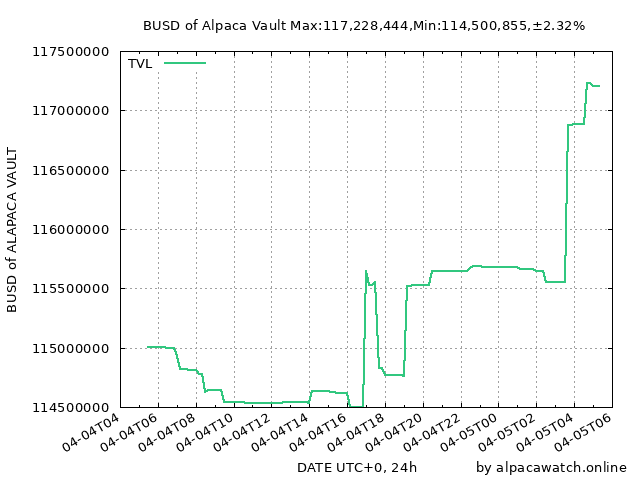 BUSD of Alpaca Vault Max:117,228,444,Min:114,500,855,±2.32%
117500000
TVL
117000000
116500000
116000000
115500000
115000000
114500000
BUSD of ALAPACA VAULT
04-04T04
04-04T06
04-04T08
04-04T10
04-04T12
04-04T14
04-04T16
04-04T18
04-04T20
04-04T22
04-05T00
04-05T02
04-05T04
04-05T06
DATE UTC+0, 24h
by alpacawatch.online